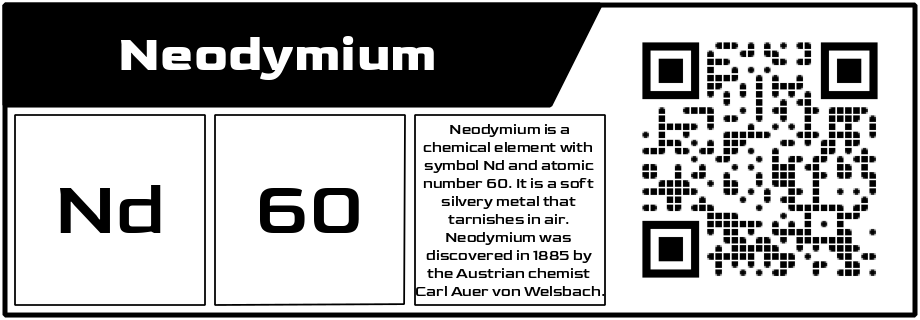 Neodymium
Nd
60
Neodymium is a
chemical element with
symbol Nd and atomic
number 60. It is a soft
silvery metal that
tarnishes in air.
Neodymium was
discovered in 1885 by
the Austrian chemist
Carl Auer von Welsbach.